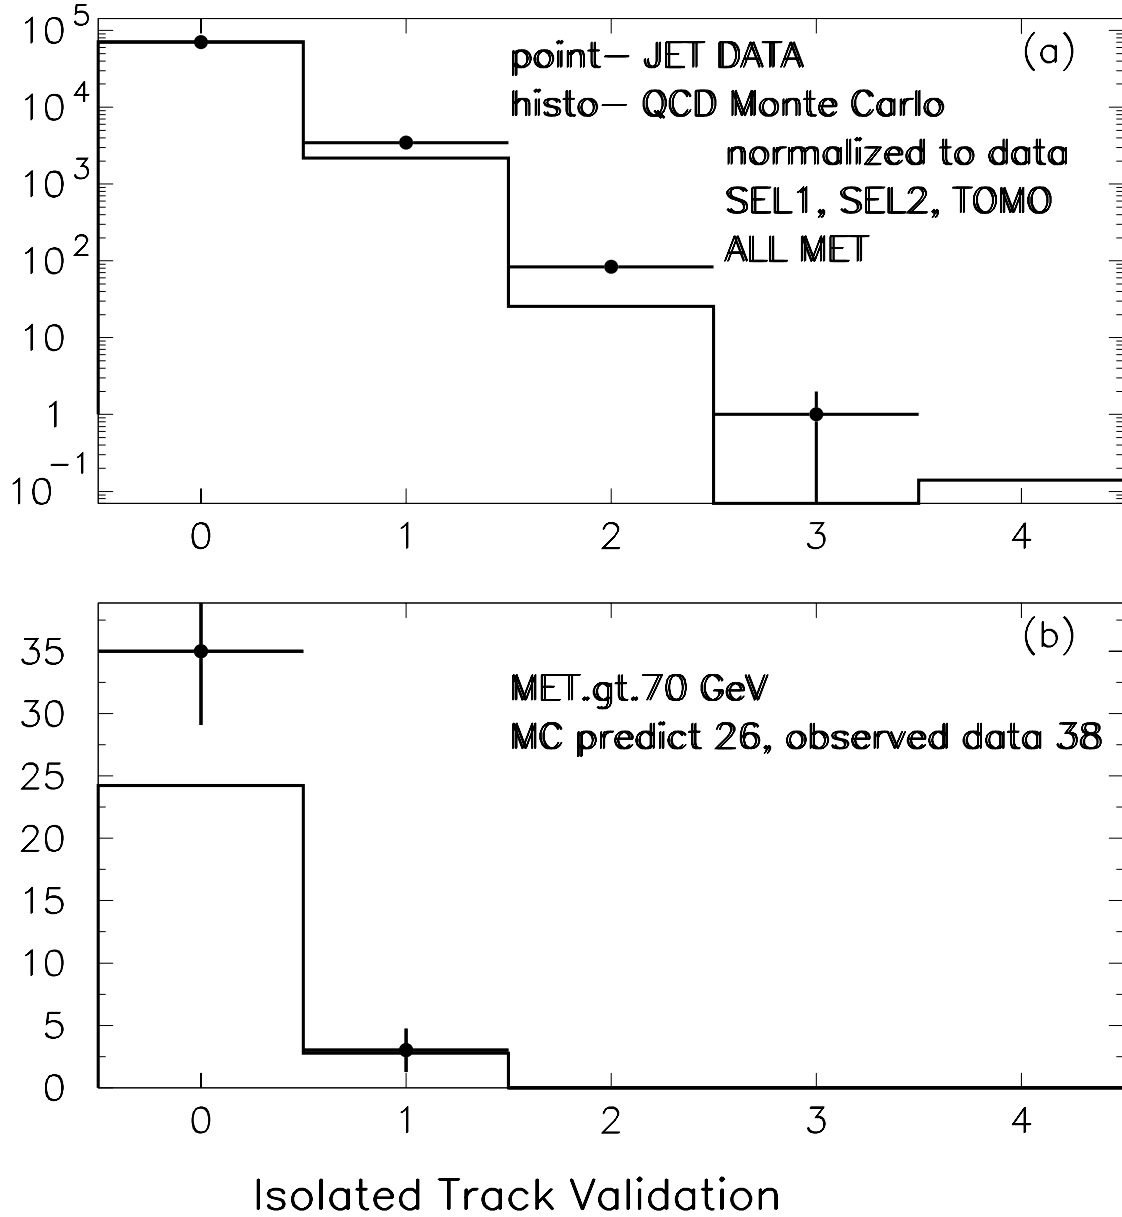 10^5
10^4
10^3
10^2
10
1
10^-1
(a)
point- JET DATA
histo- QCD Monte Carlo
normalized to data
SEL1, SEL2, TOMO
ALL MET
0 1 2 3 4
35
30
25
20
15
10
5
0
(b)
MET.gt.70 GeV
MC predict 26, observed data 38
0 1 2 3 4
Isolated Track Validation